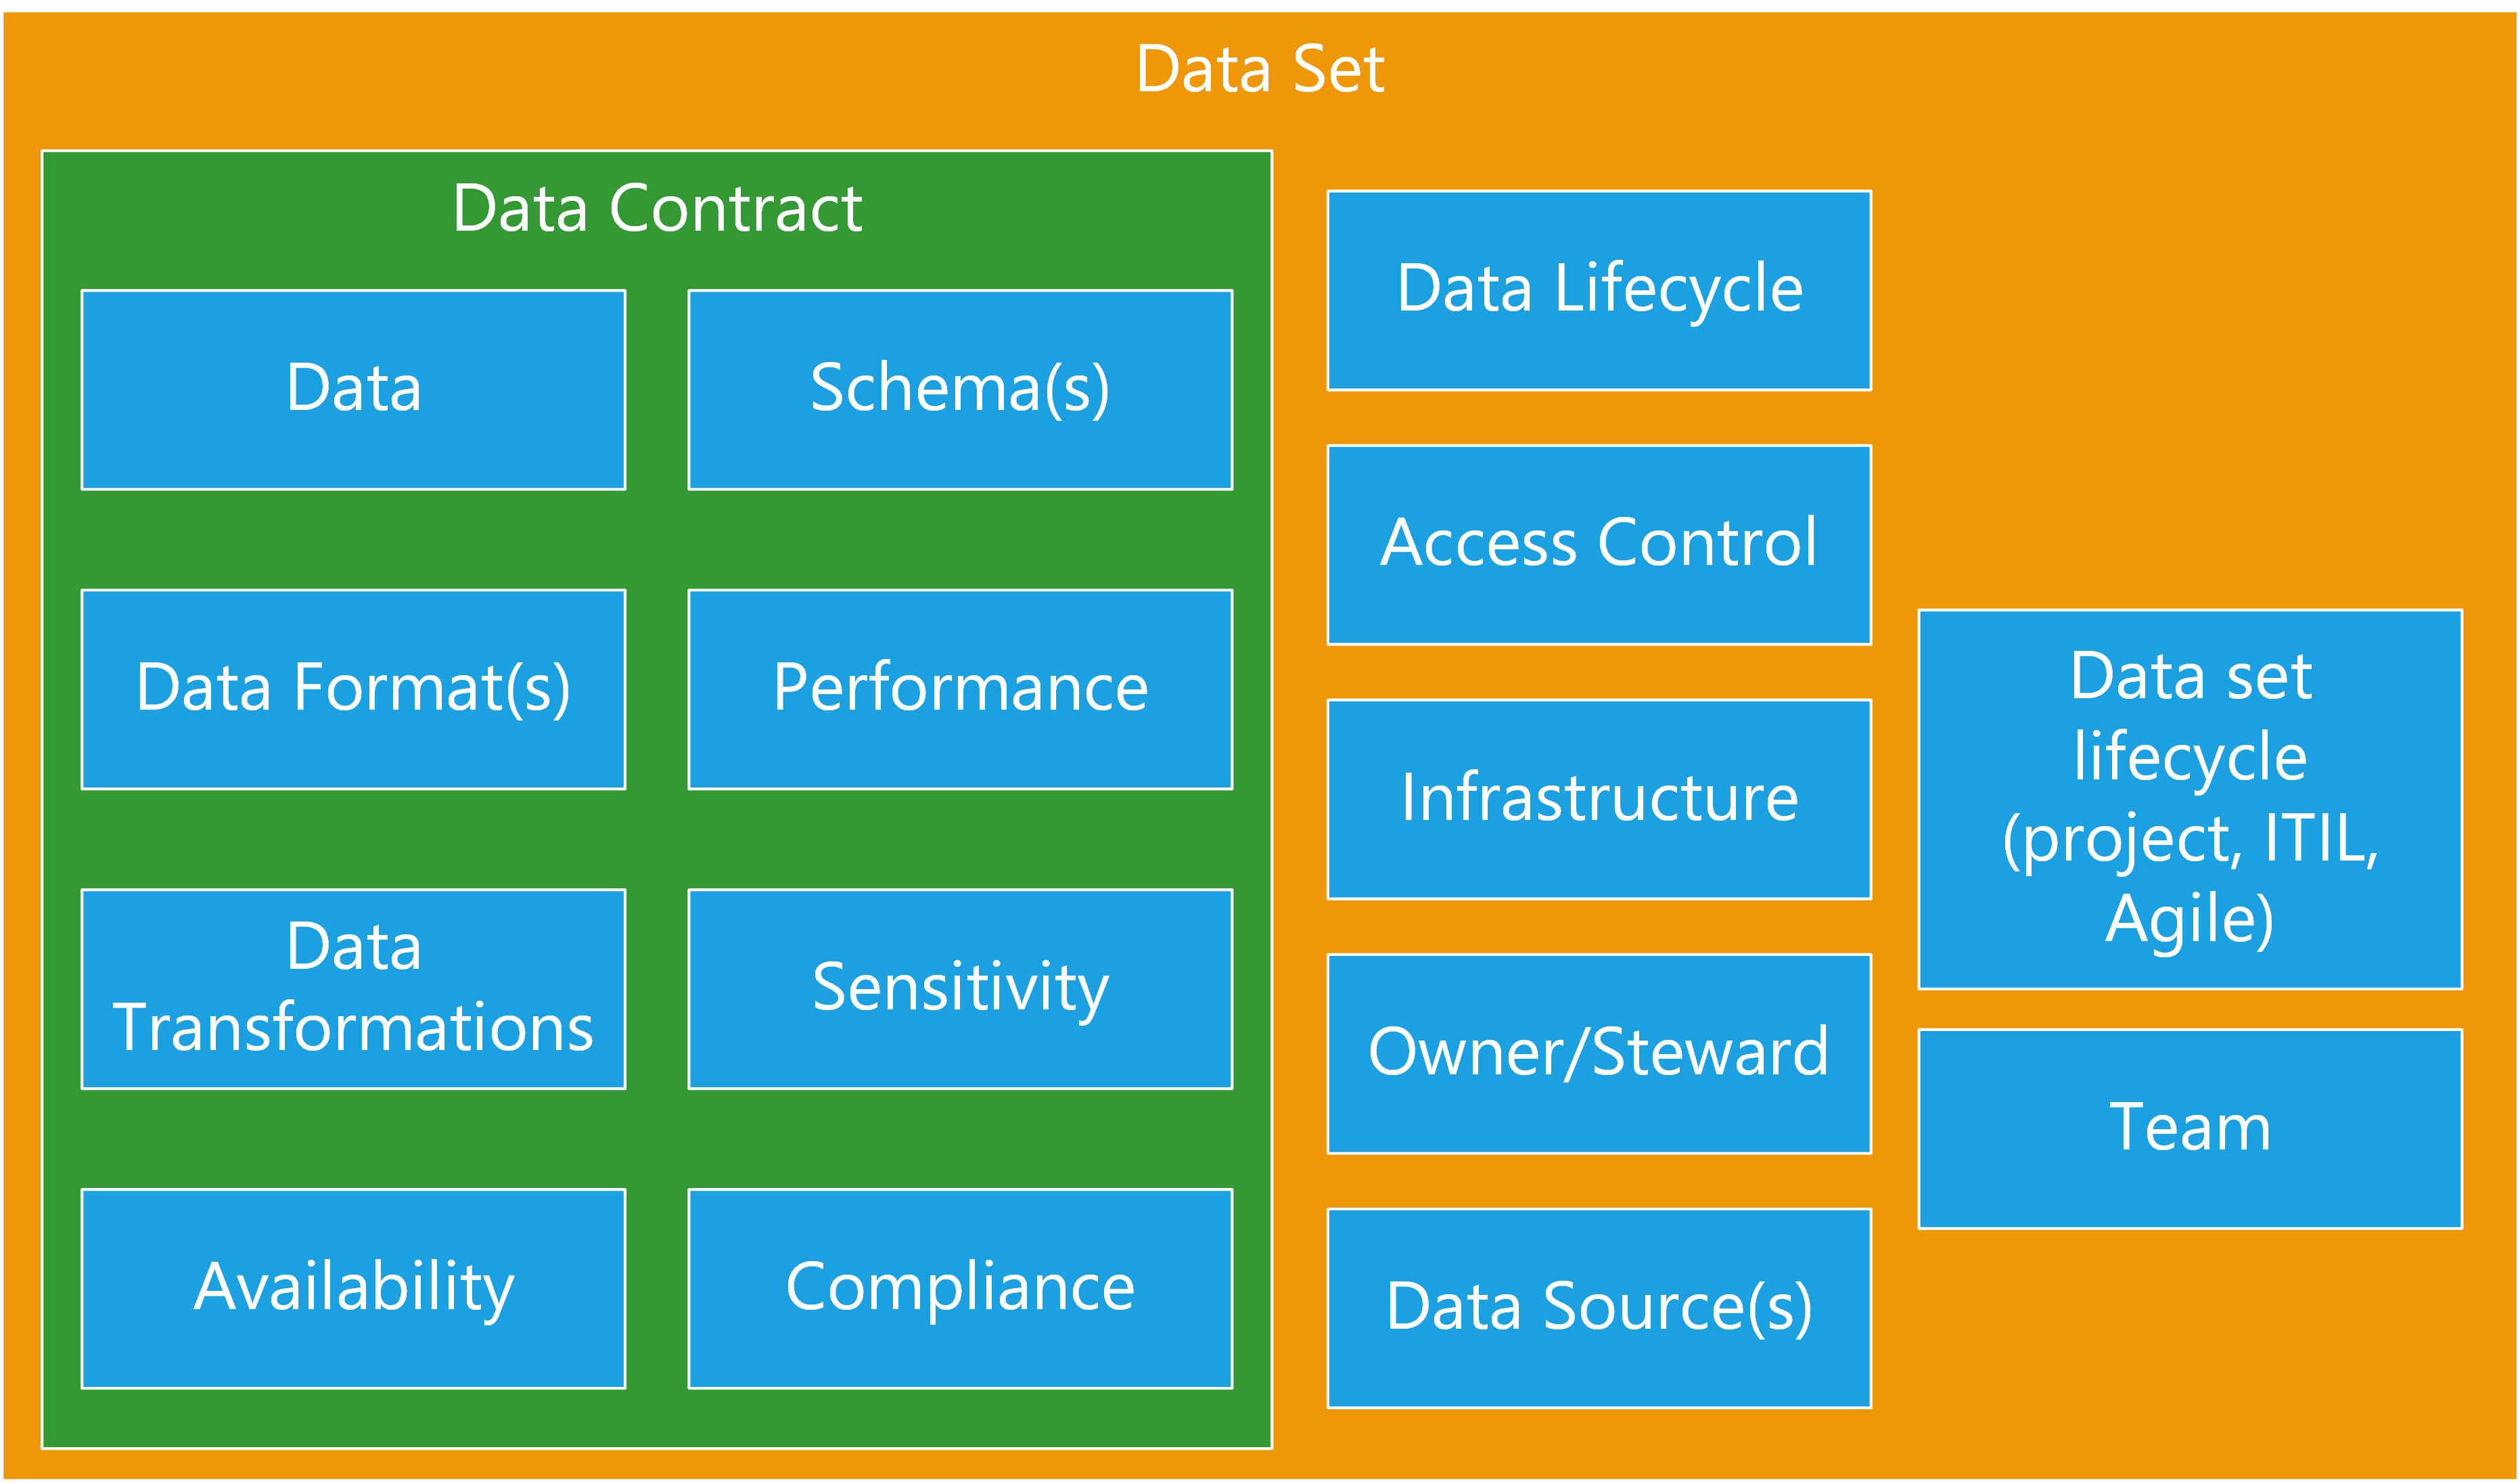 Data Set
Data Contract
Data
Schema(s)
Data Format(s)
Performance
Data
Transformations
Sensitivity
Availability
Compliance
Data Lifecycle
Access Control
Infrastructure
Owner/Steward
Data Source(s)
Data set
lifecycle
(project, ITIL,
Agile)
Team